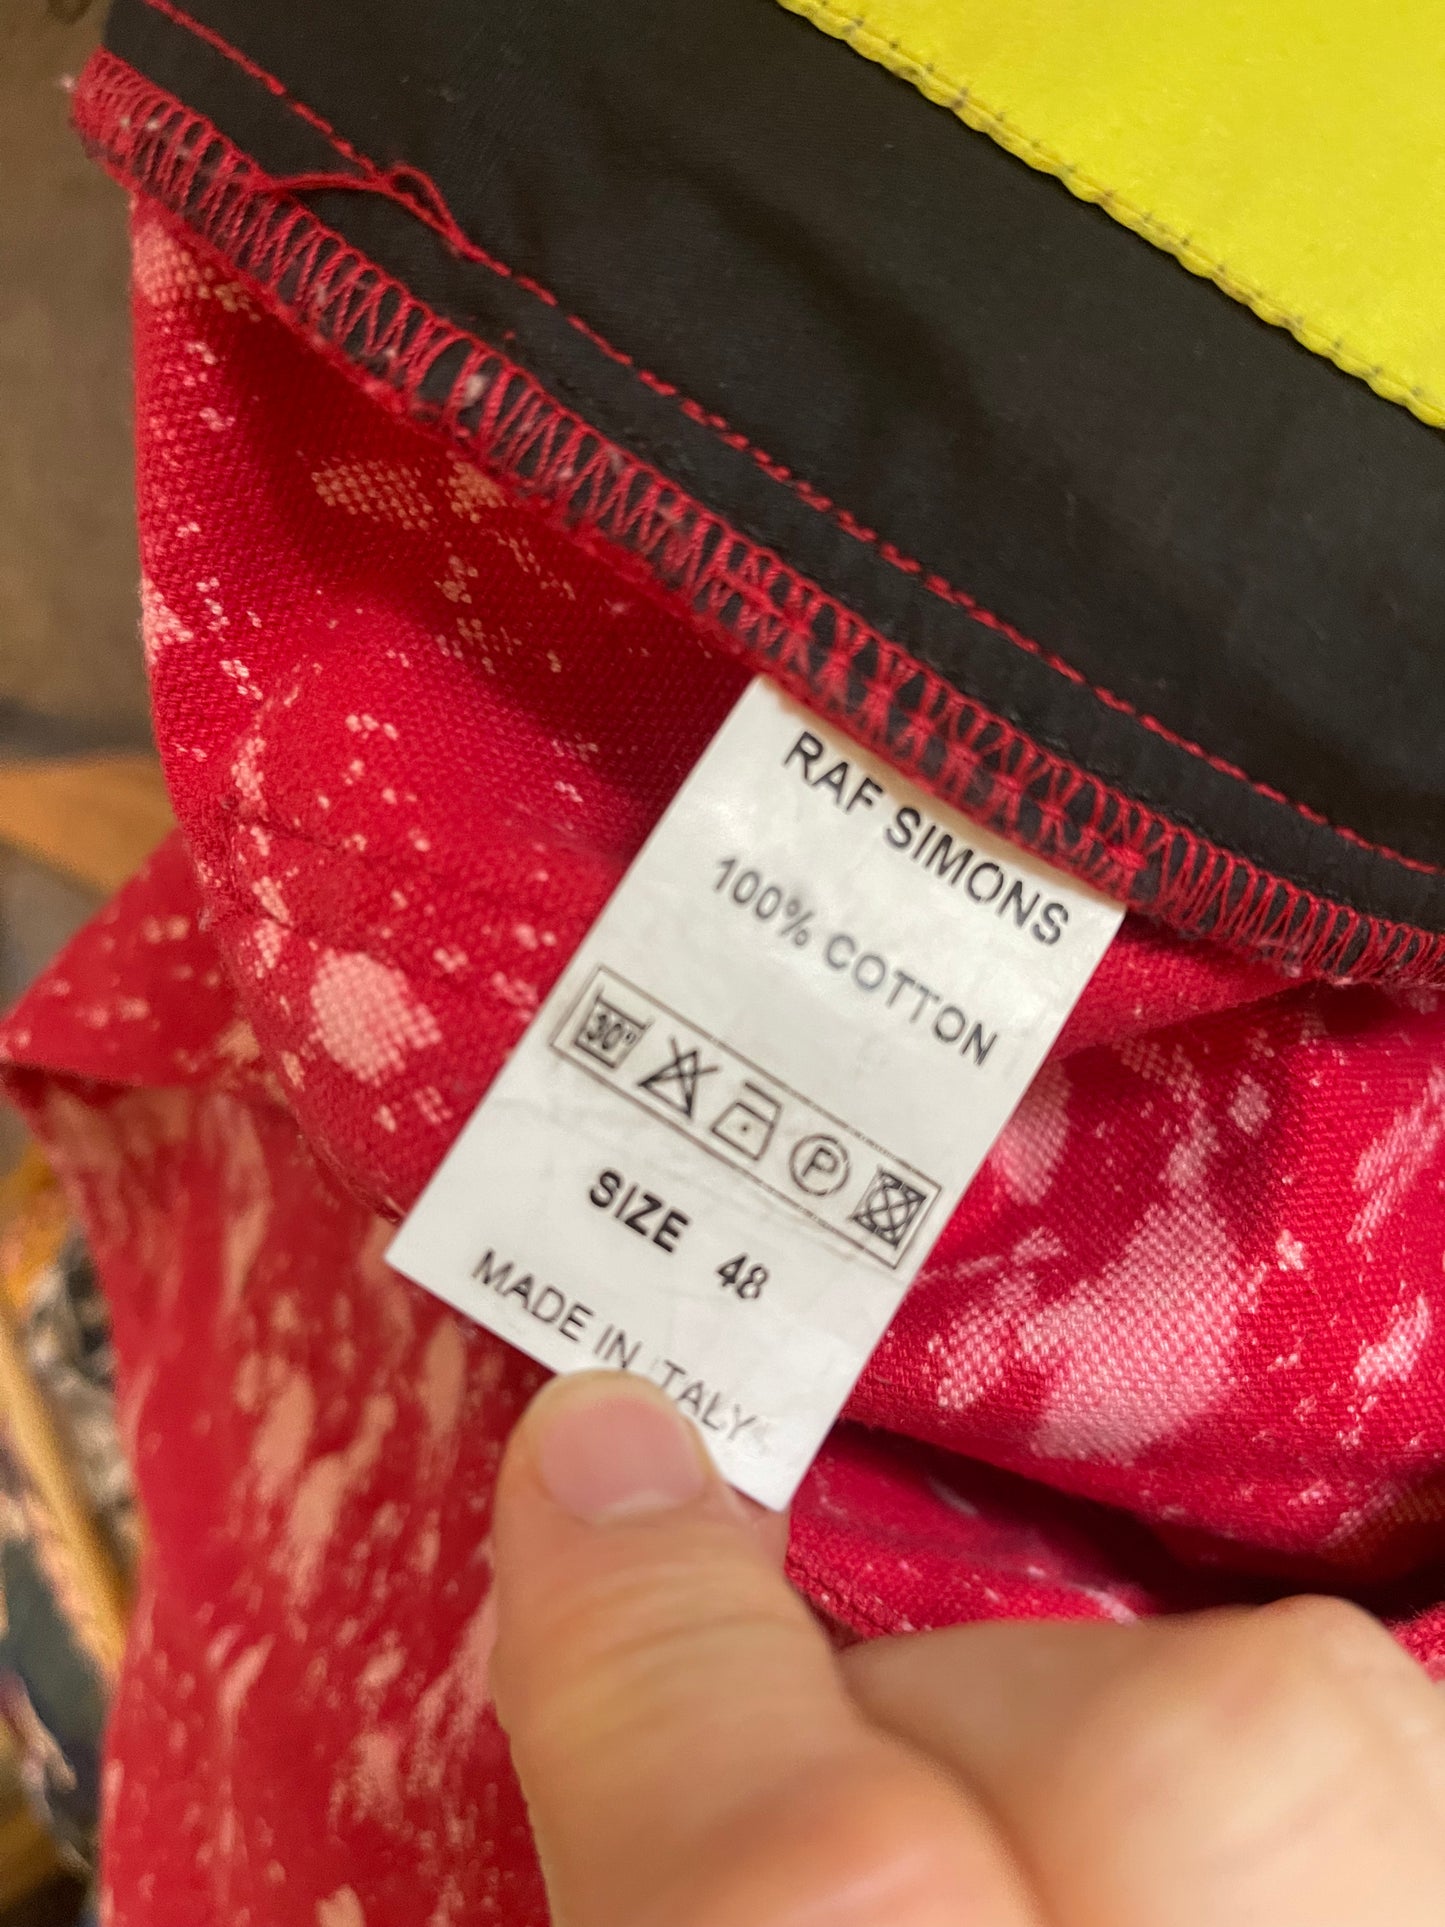 RAF SIMONS
100% COTTON
30° P
SIZE 48
MADE IN ITALY